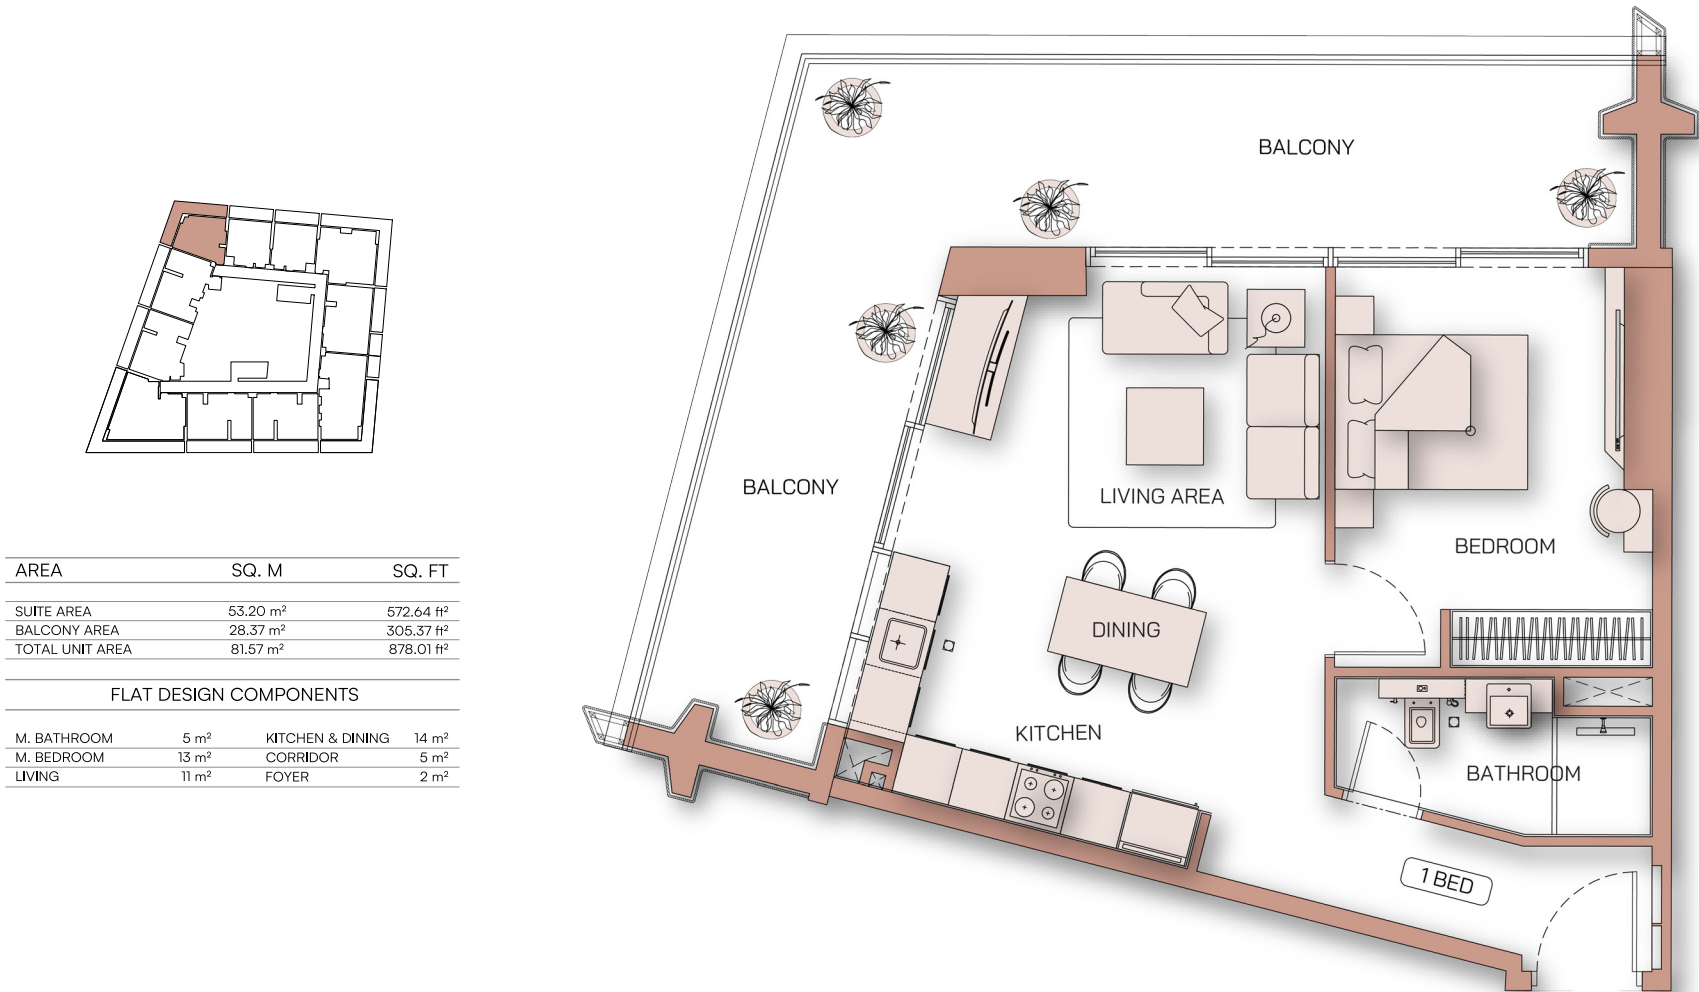 AREA SQ. M SQ. FT
SUITE AREA 53.20 m² 572.64 ft²
BALCONY AREA 28.37 m² 305.37 ft²
TOTAL UNIT AREA 81.57 m² 878.01 ft²
FLAT DESIGN COMPONENTS
M. BATHROOM 5 m² KITCHEN & DINING 14 m²
M. BEDROOM 13 m² CORRIDOR 5 m²
LIVING 11 m² FOYER 2 m²
BALCONY
BALCONY
LIVING AREA
BEDROOM
DINING
KITCHEN
BATHROOM
1 BED